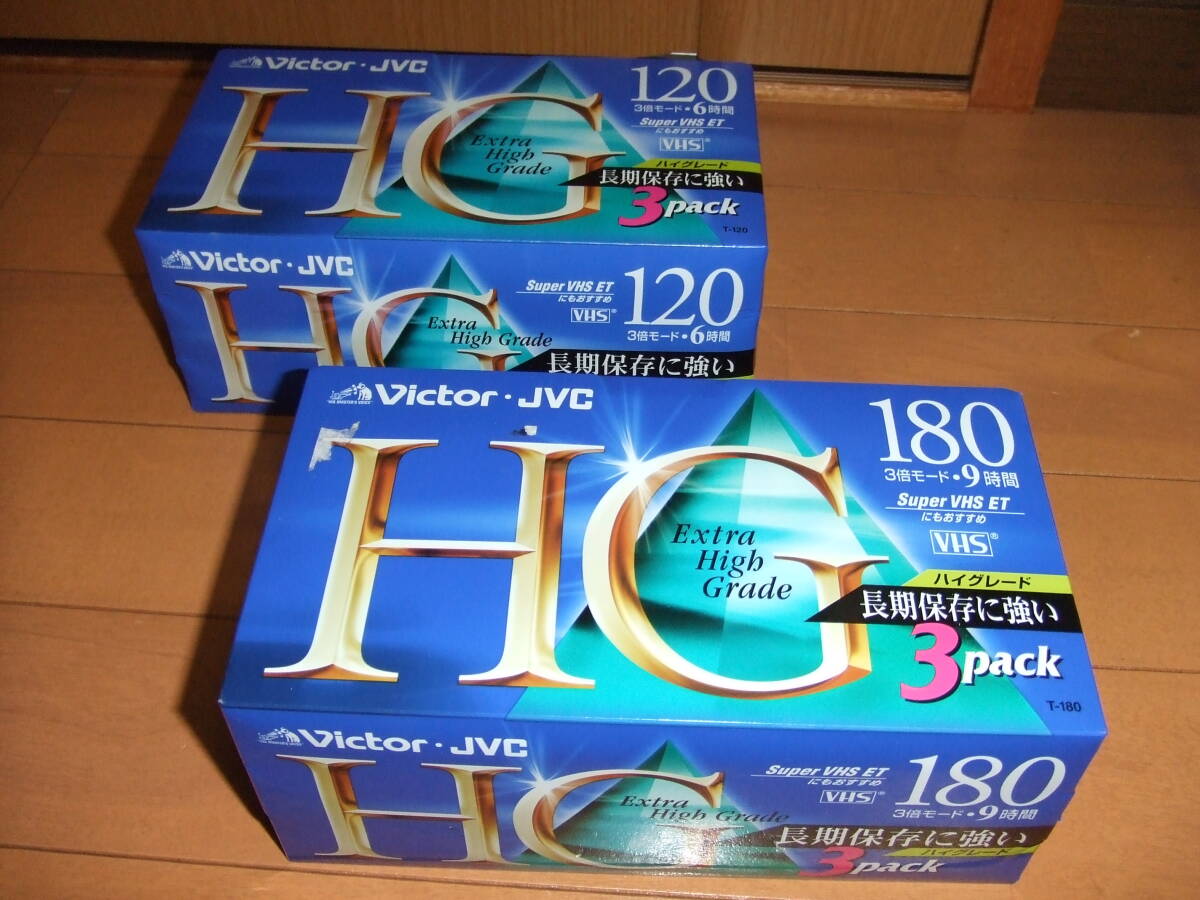 Victor・JVC
HG
Extra
High
Grade
120
3倍モード・6時間
Super VHS ET
にもおすすめ
VHS®
ハイグレード
長期保存に強い
3pack
T-120
Victor・JVC
HG
Extra
High Grade
Super VHS ET
にもおすすめ
VHS®
120
3倍モード・6時間
長期保存に強い
Victor・JVC
HG
Extra
High
Grade
180
3倍モード・9時間
Super VHS ET
にもおすすめ
VHS®
ハイグレード
長期保存に強い
3pack
T-180
Victor・JVC
HG
Extra
High Grade
Super VHS ET
にもおすすめ
VHS®
180
3倍モード・9時間
長期保存に強い
ハイグレード
3pack